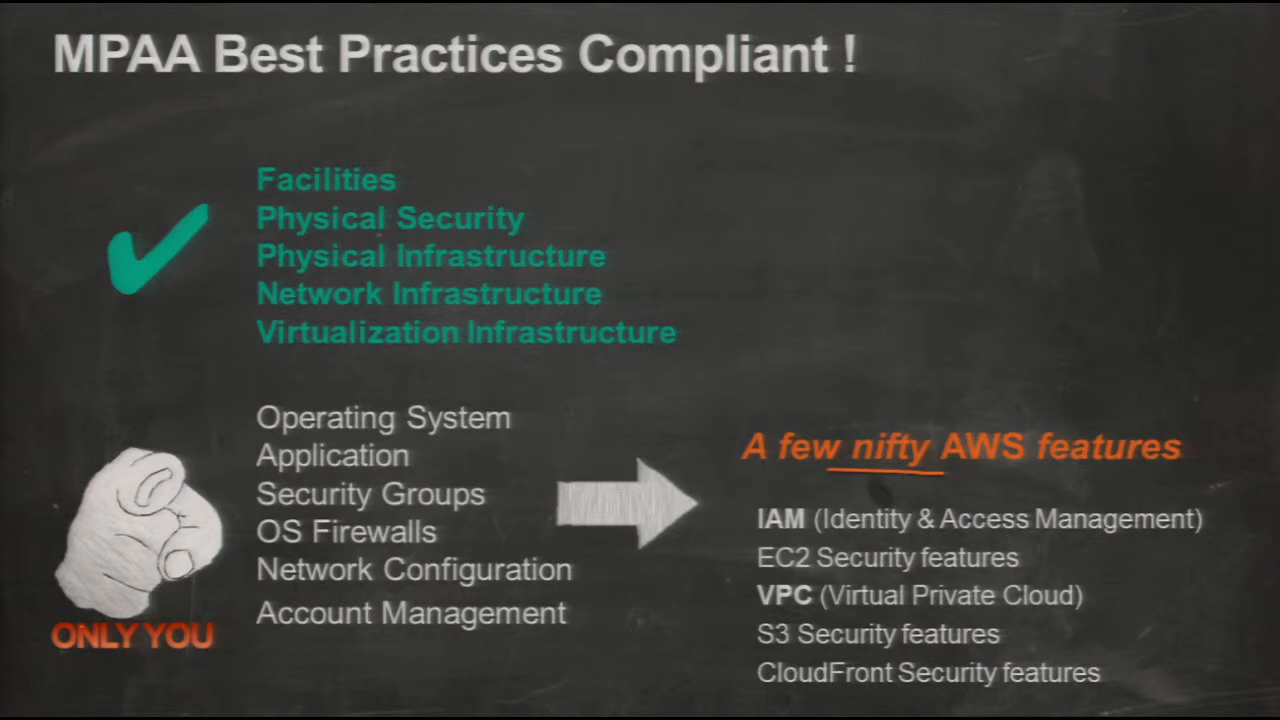 MPAA Best Practices Compliant !
Facilities
Physical Security
Physical Infrastructure
Network Infrastructure
Virtualization Infrastructure
Operating System
Application
Security Groups
OS Firewalls
Network Configuration
Account Management
ONLY YOU
A few nifty AWS features
IAM (Identity & Access Management)
EC2 Security features
VPC (Virtual Private Cloud)
S3 Security features
CloudFront Security features